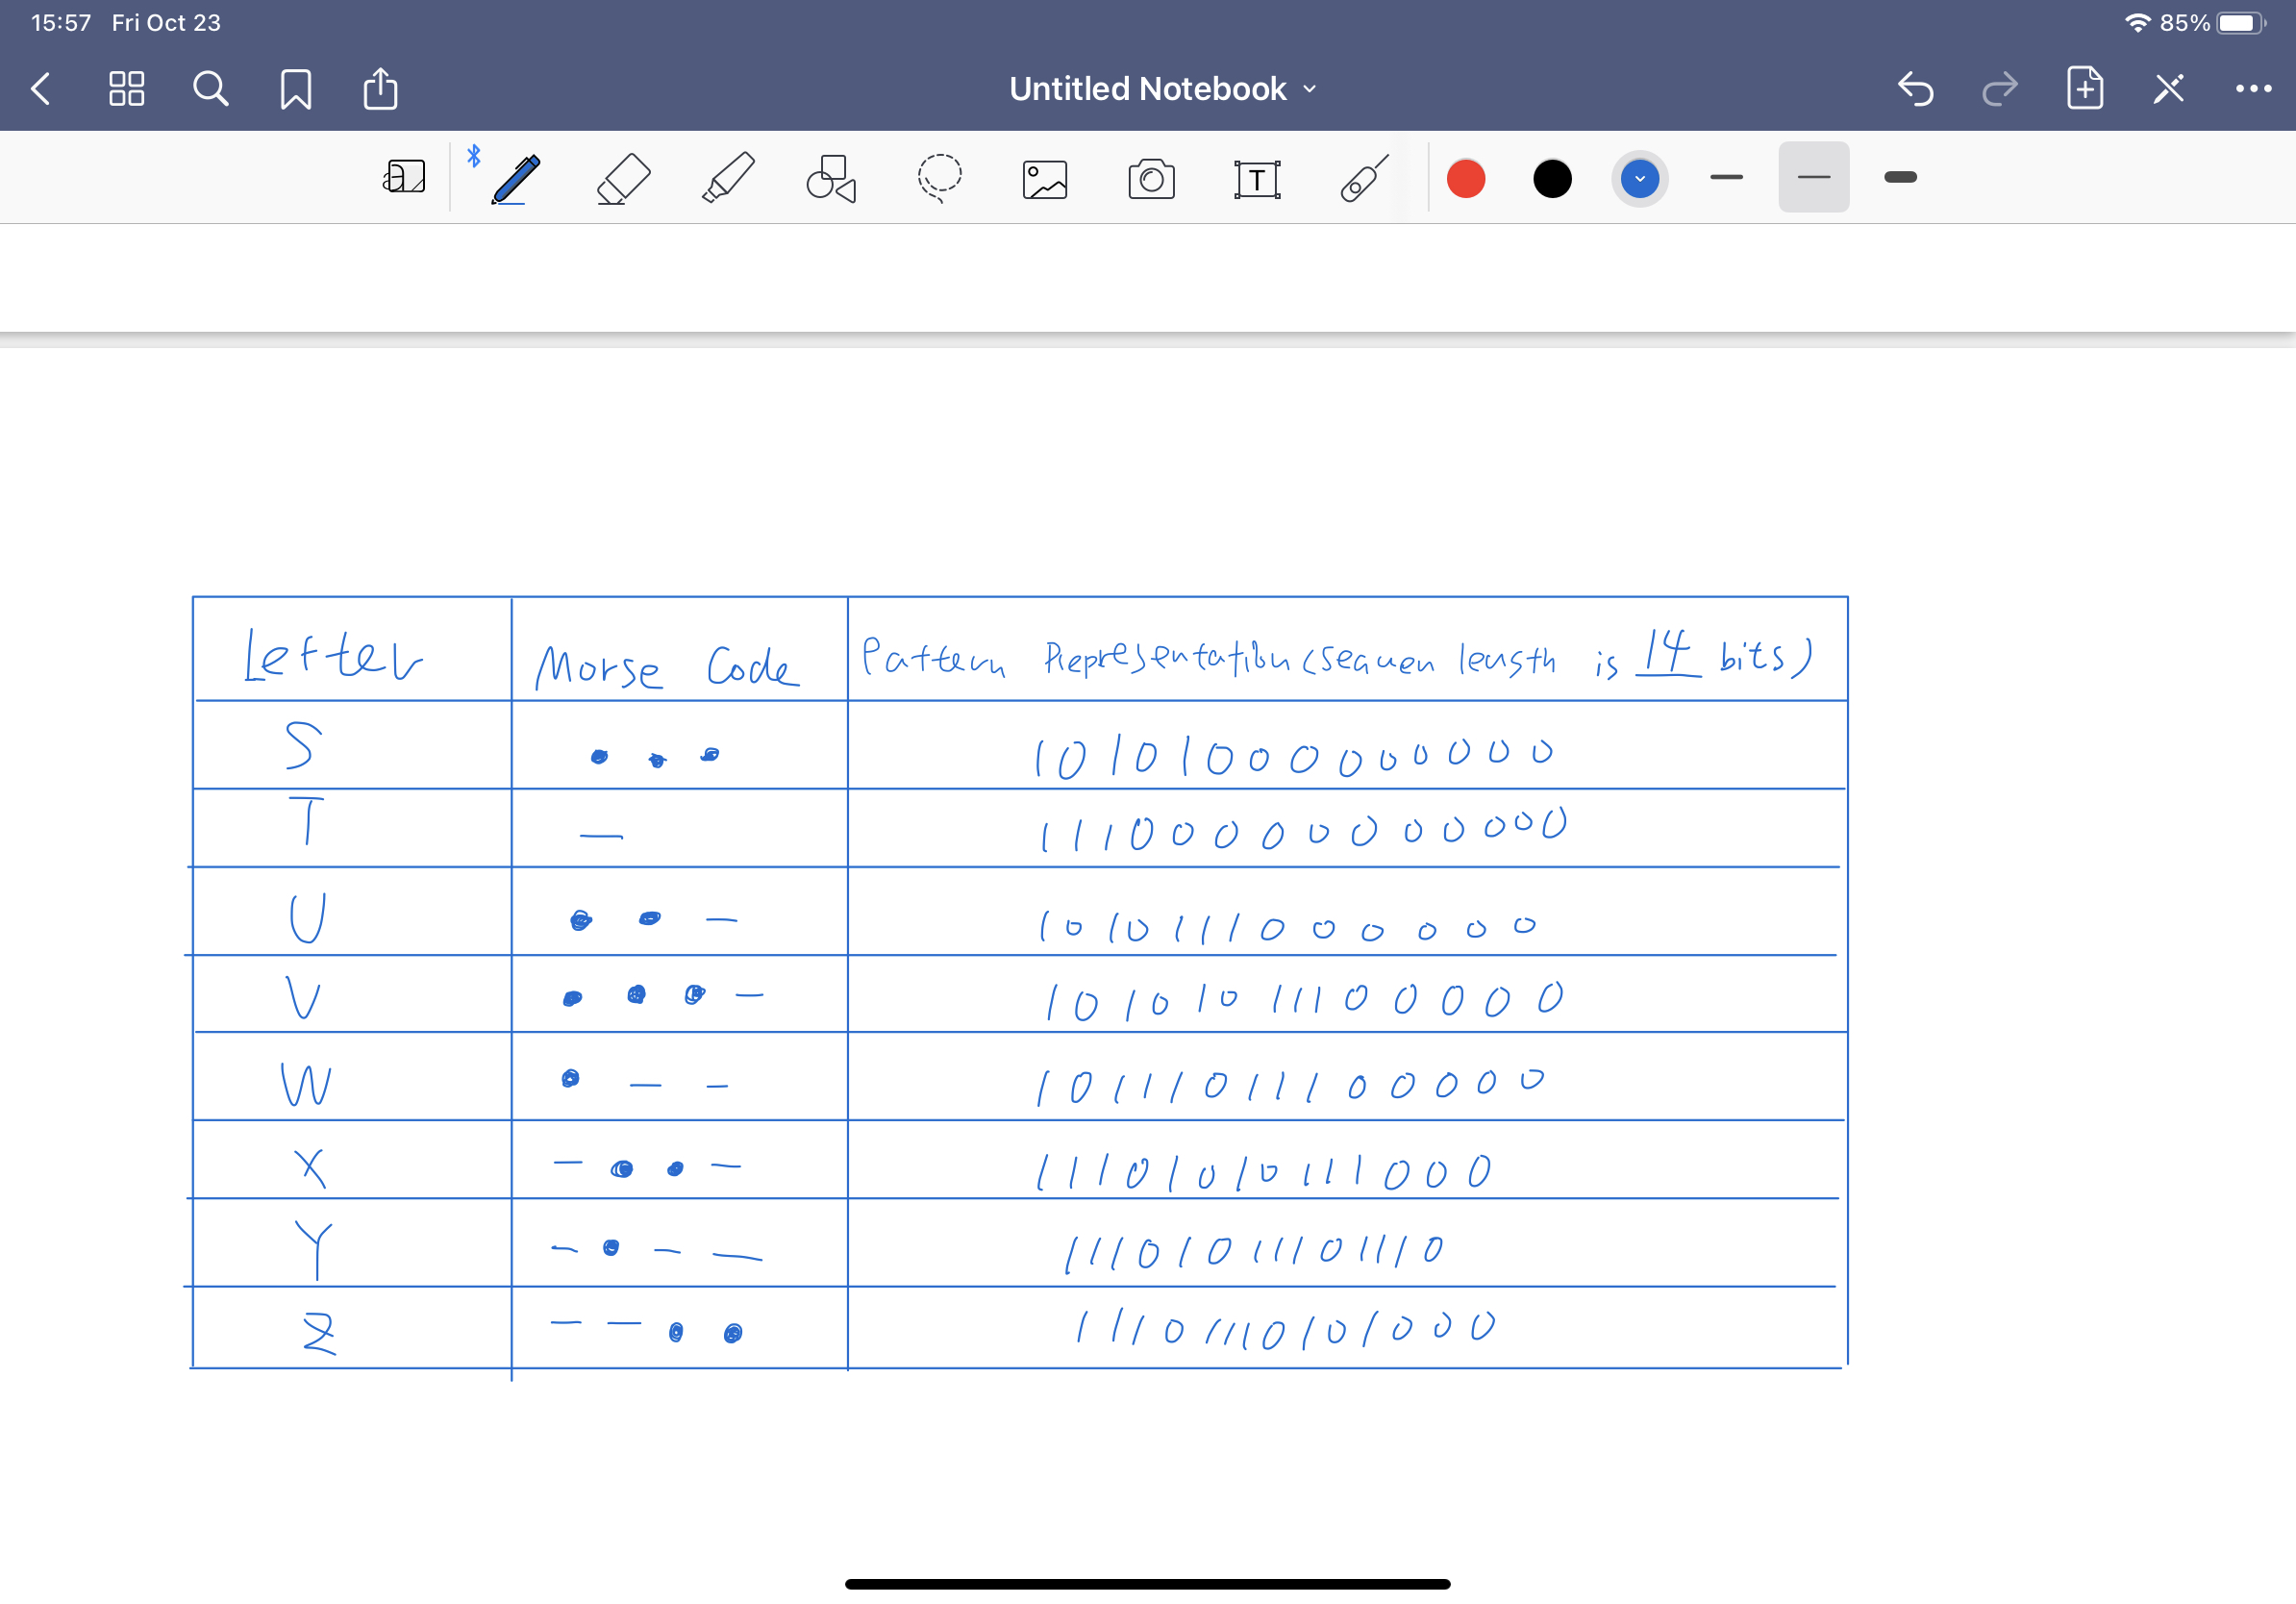 15:57 Fri Oct 23 85%
Untitled Notebook
Letter Morse Code Pattern Representation (sequen length is 14 bits)
S • • • 10101000000000
T — 11100000000000
U • • — 10101110000000
V • • • — 10101011100000
W • — — 10111011100000
X — • • — 11101010111000
Y — • — — 11101011101110
Z — — • • 11101110101000